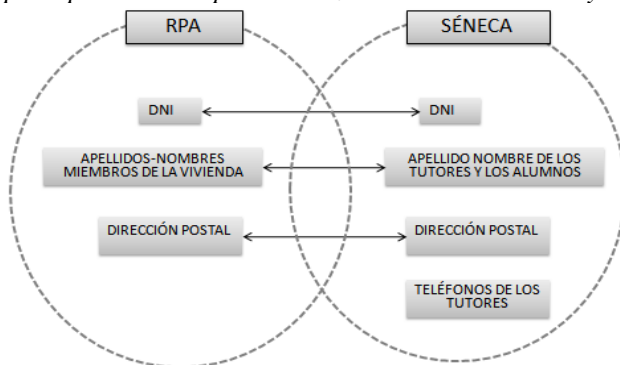 RPA
SÉNECA
DNI
DNI
APELLIDOS-NOMBRES
MIEMBROS DE LA VIVIENDA
APELLIDO NOMBRE DE LOS
TUTORES Y LOS ALUMNOS
DIRECCIÓN POSTAL
DIRECCIÓN POSTAL
TELÉFONOS DE LOS
TUTORES